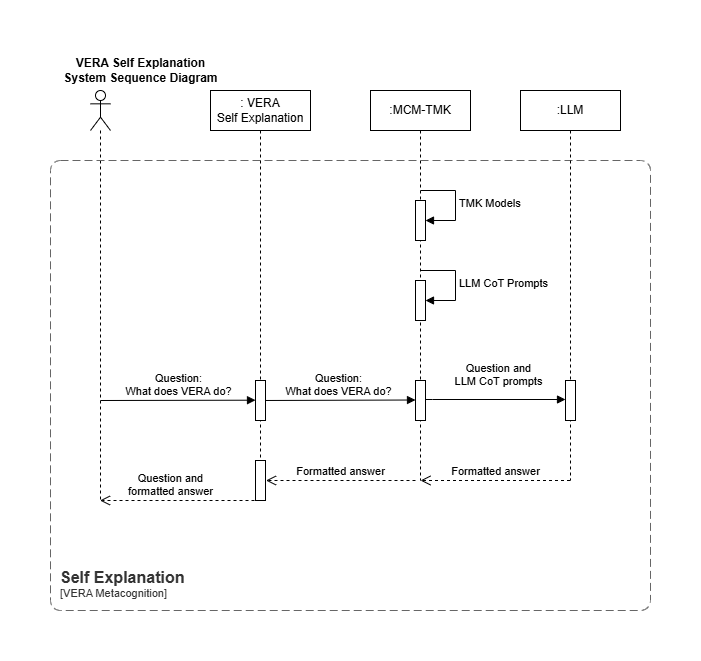 VERA Self Explanation
System Sequence Diagram
: VERA
Self Explanation
:MCM-TMK
:LLM
TMK Models
LLM CoT Prompts
Question:
What does VERA do?
Question:
What does VERA do?
Question and
LLM CoT prompts
Question and
formatted answer
Formatted answer
Formatted answer
Self Explanation
[VERA Metacognition]